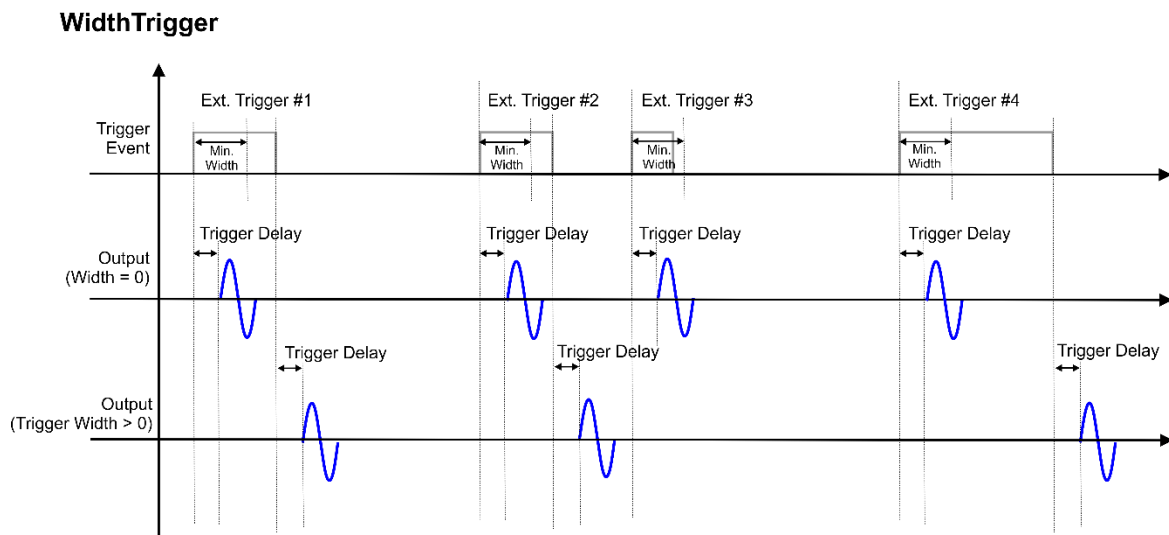 WidthTrigger
Ext. Trigger #1
Ext. Trigger #2
Ext. Trigger #3
Ext. Trigger #4
Trigger
Event
Min.
Width
Min.
Width
Min.
Width
Min.
Width
Trigger Delay
Trigger Delay
Trigger Delay
Trigger Delay
Output
(Width = 0)
Trigger Delay
Trigger Delay
Trigger Delay
Output
(Trigger Width > 0)